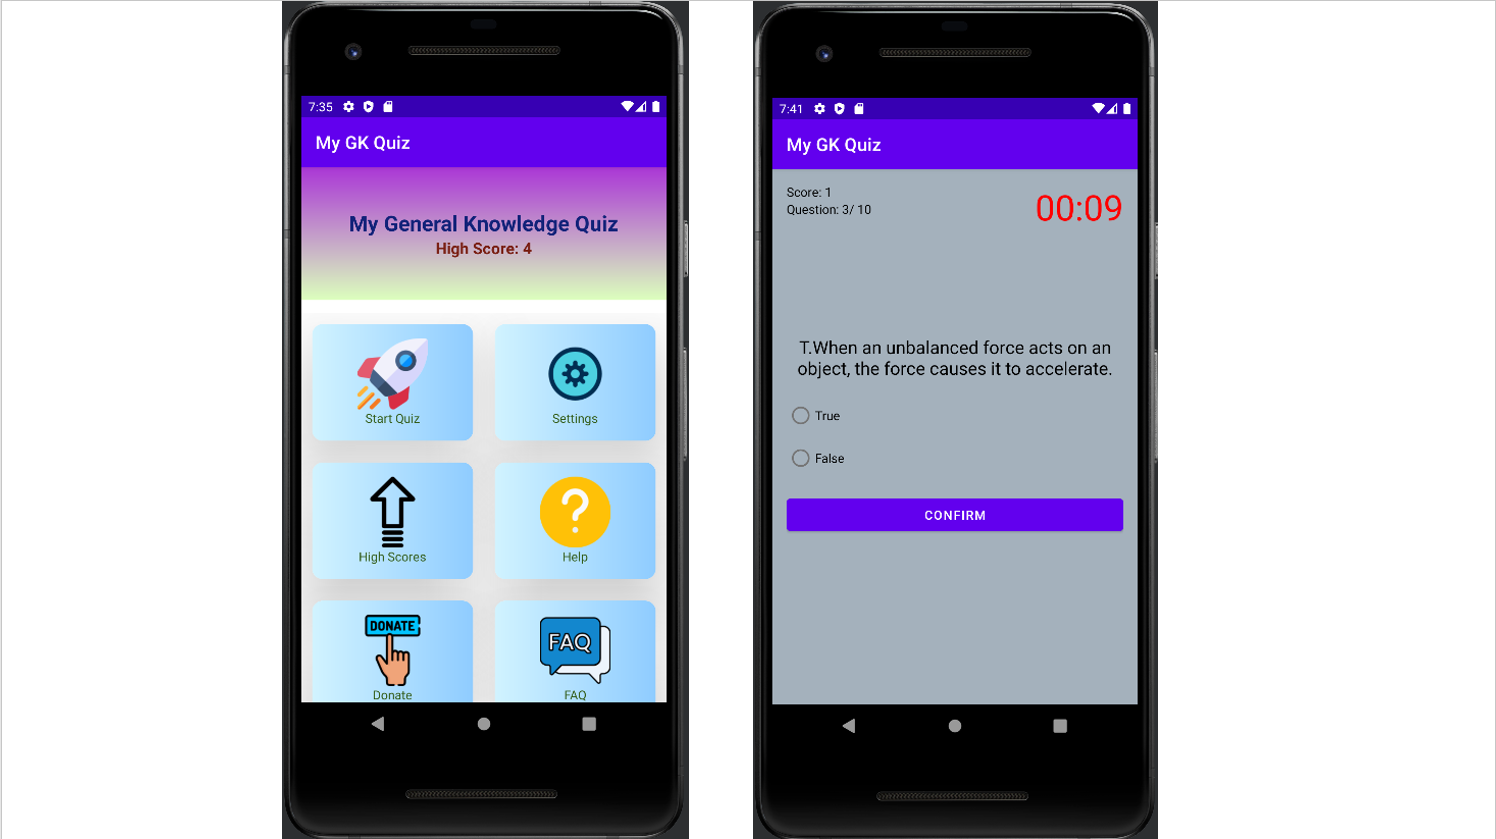 7:35
My GK Quiz
My General Knowledge Quiz
High Score: 4
Start Quiz
Settings
High Scores
Help
DONATE
Donate
FAQ
FAQ
7:41
My GK Quiz
Score: 1
Question: 3/ 10
00:09
T.When an unbalanced force acts on an
object, the force causes it to accelerate.
True
False
CONFIRM